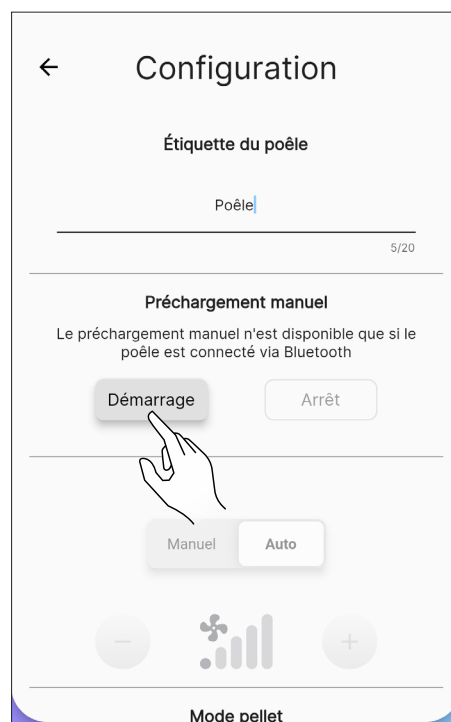 Configuration
Étiquette du poêle
Poêle
5/20
Préchargement manuel
Le préchargement manuel n'est disponible que si le
poêle est connecté via Bluetooth
Démarrage Arrêt
Manuel Auto
Mode pellet